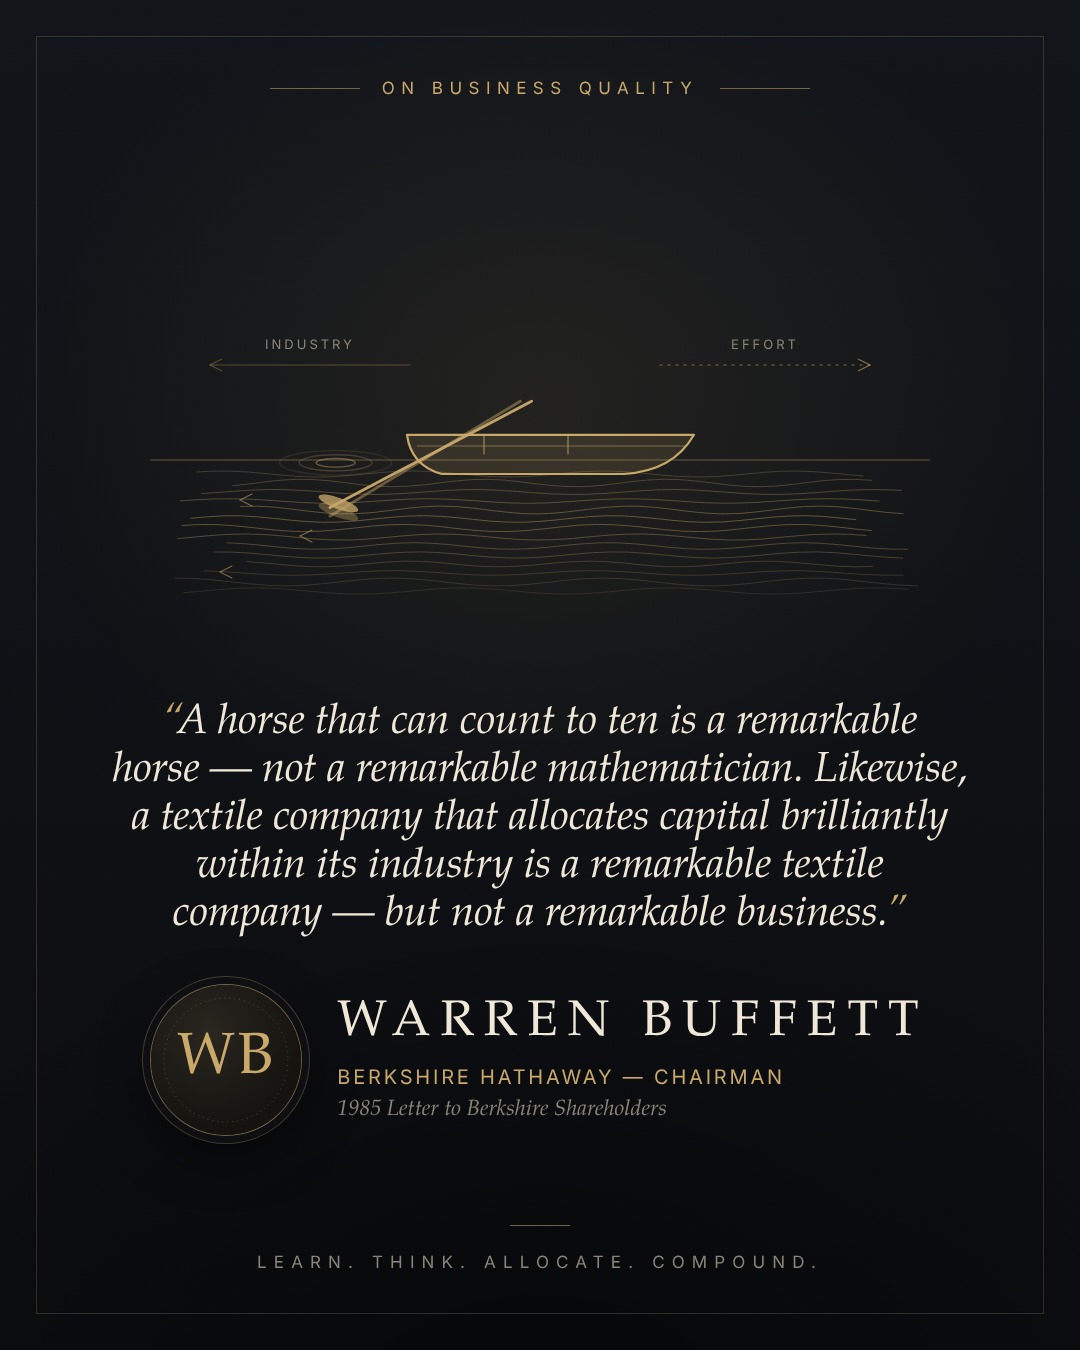 ON BUSINESS QUALITY
INDUSTRY
EFFORT
“A horse that can count to ten is a remarkable
horse — not a remarkable mathematician. Likewise,
a textile company that allocates capital brilliantly
within its industry is a remarkable textile
company — but not a remarkable business.”
WB
WARREN BUFFETT
BERKSHIRE HATHAWAY — CHAIRMAN
1985 Letter to Berkshire Shareholders
LEARN. THINK. ALLOCATE. COMPOUND.